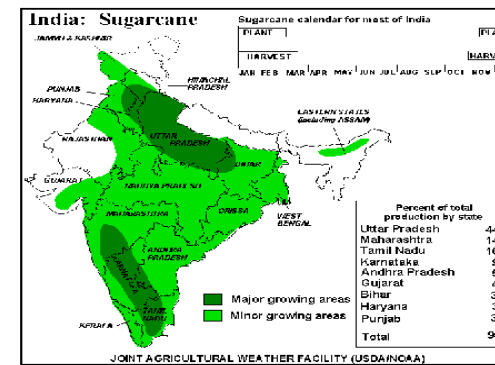 India: Sugarcane
Sugarcane calendar for most of India
PLANT
HARVEST
JAN FEB MAR APR MAY JUN JUL AUG SEP OCT NOV
JAMMU & KASHMIR
HIMACHAL
PRADESH
PUNJAB
HARYANA
EASTERN STATES
(including ASSAM)
RAJASTHAN
UTTAR
PRADESH
BIHAR
GUJARAT
MADHYA PRADESH
WEST
BENGAL
MAHARASHTRA
ORISSA
ANDHRA
PRADESH
KARNATAKA
TAMIL
NADU
KERALA
Major growing areas
Minor growing areas
Percent of total
production by state
Uttar Pradesh
Maharashtra
Tamil Nadu
Karnataka
Andhra Pradesh
Gujarat
Bihar
Haryana
Punjab
Total
JOINT AGRICULTURAL WEATHER FACILITY (USDA/NOAA)